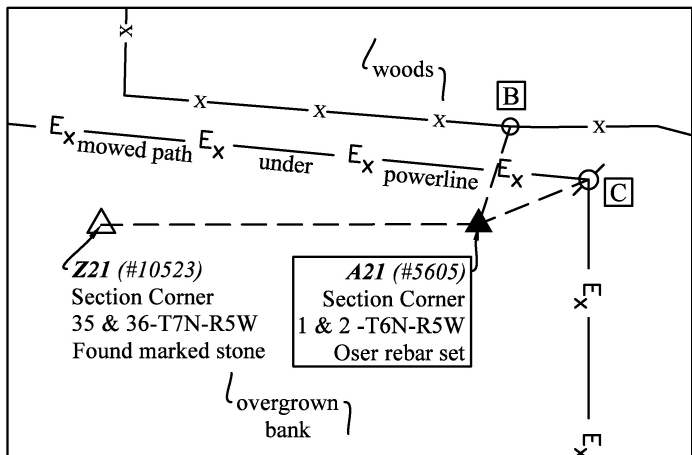 x
woods
B
x x x x
Ex Ex Ex Ex
mowed path under powerline
C
Z21 (#10523)
Section Corner
35 & 36-T7N-R5W
Found marked stone
A21 (#5605)
Section Corner
1 & 2 -T6N-R5W
Oser rebar set
Ex
overgrown
bank
Ex